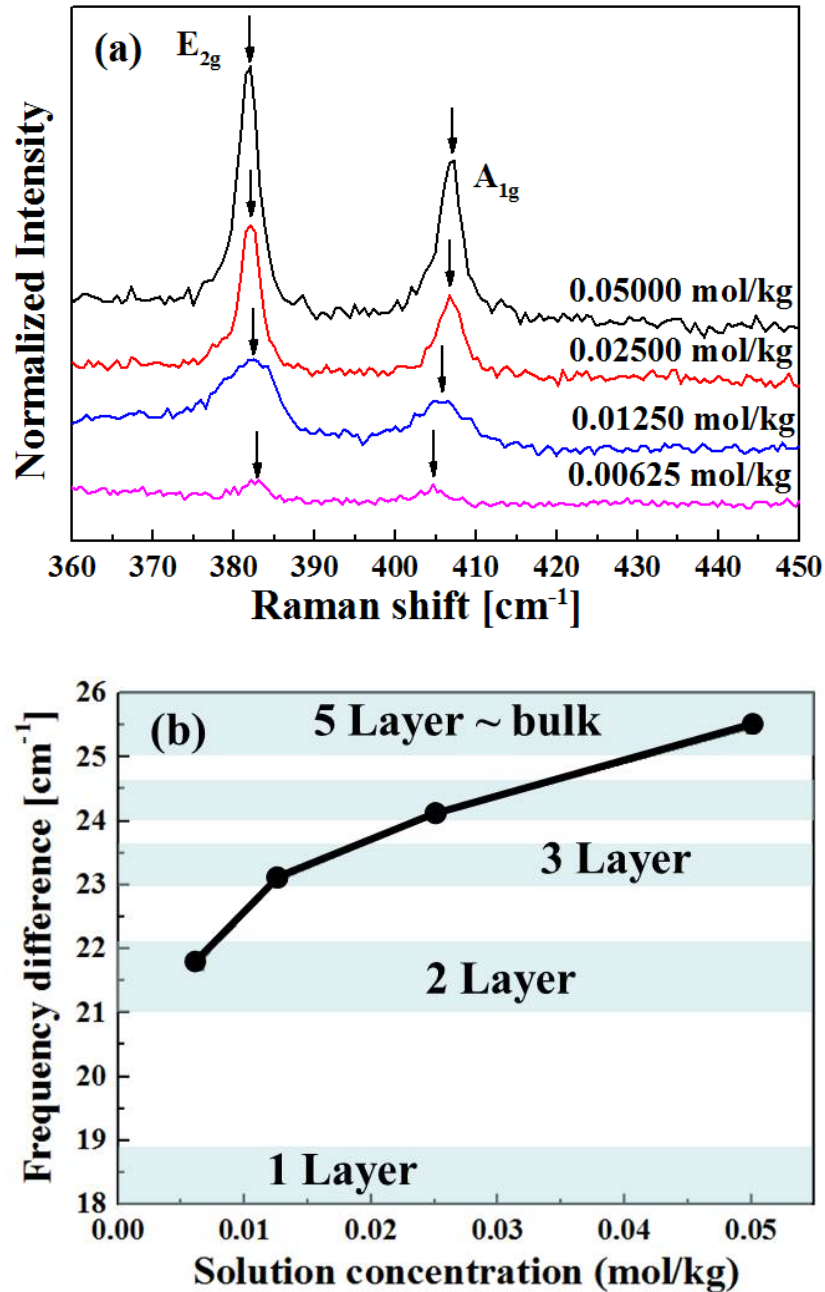 (a)
E2g
A1g
0.05000 mol/kg
0.02500 mol/kg
0.01250 mol/kg
0.00625 mol/kg
Normalized Intensity
360 370 380 390 400 410 420 430 440 450
Raman shift [cm-1]
(b)
5 Layer ~ bulk
3 Layer
2 Layer
1 Layer
26
25
24
23
22
21
20
19
18
Frequency difference [cm-1]
0.00 0.01 0.02 0.03 0.04 0.05
Solution concentration (mol/kg)